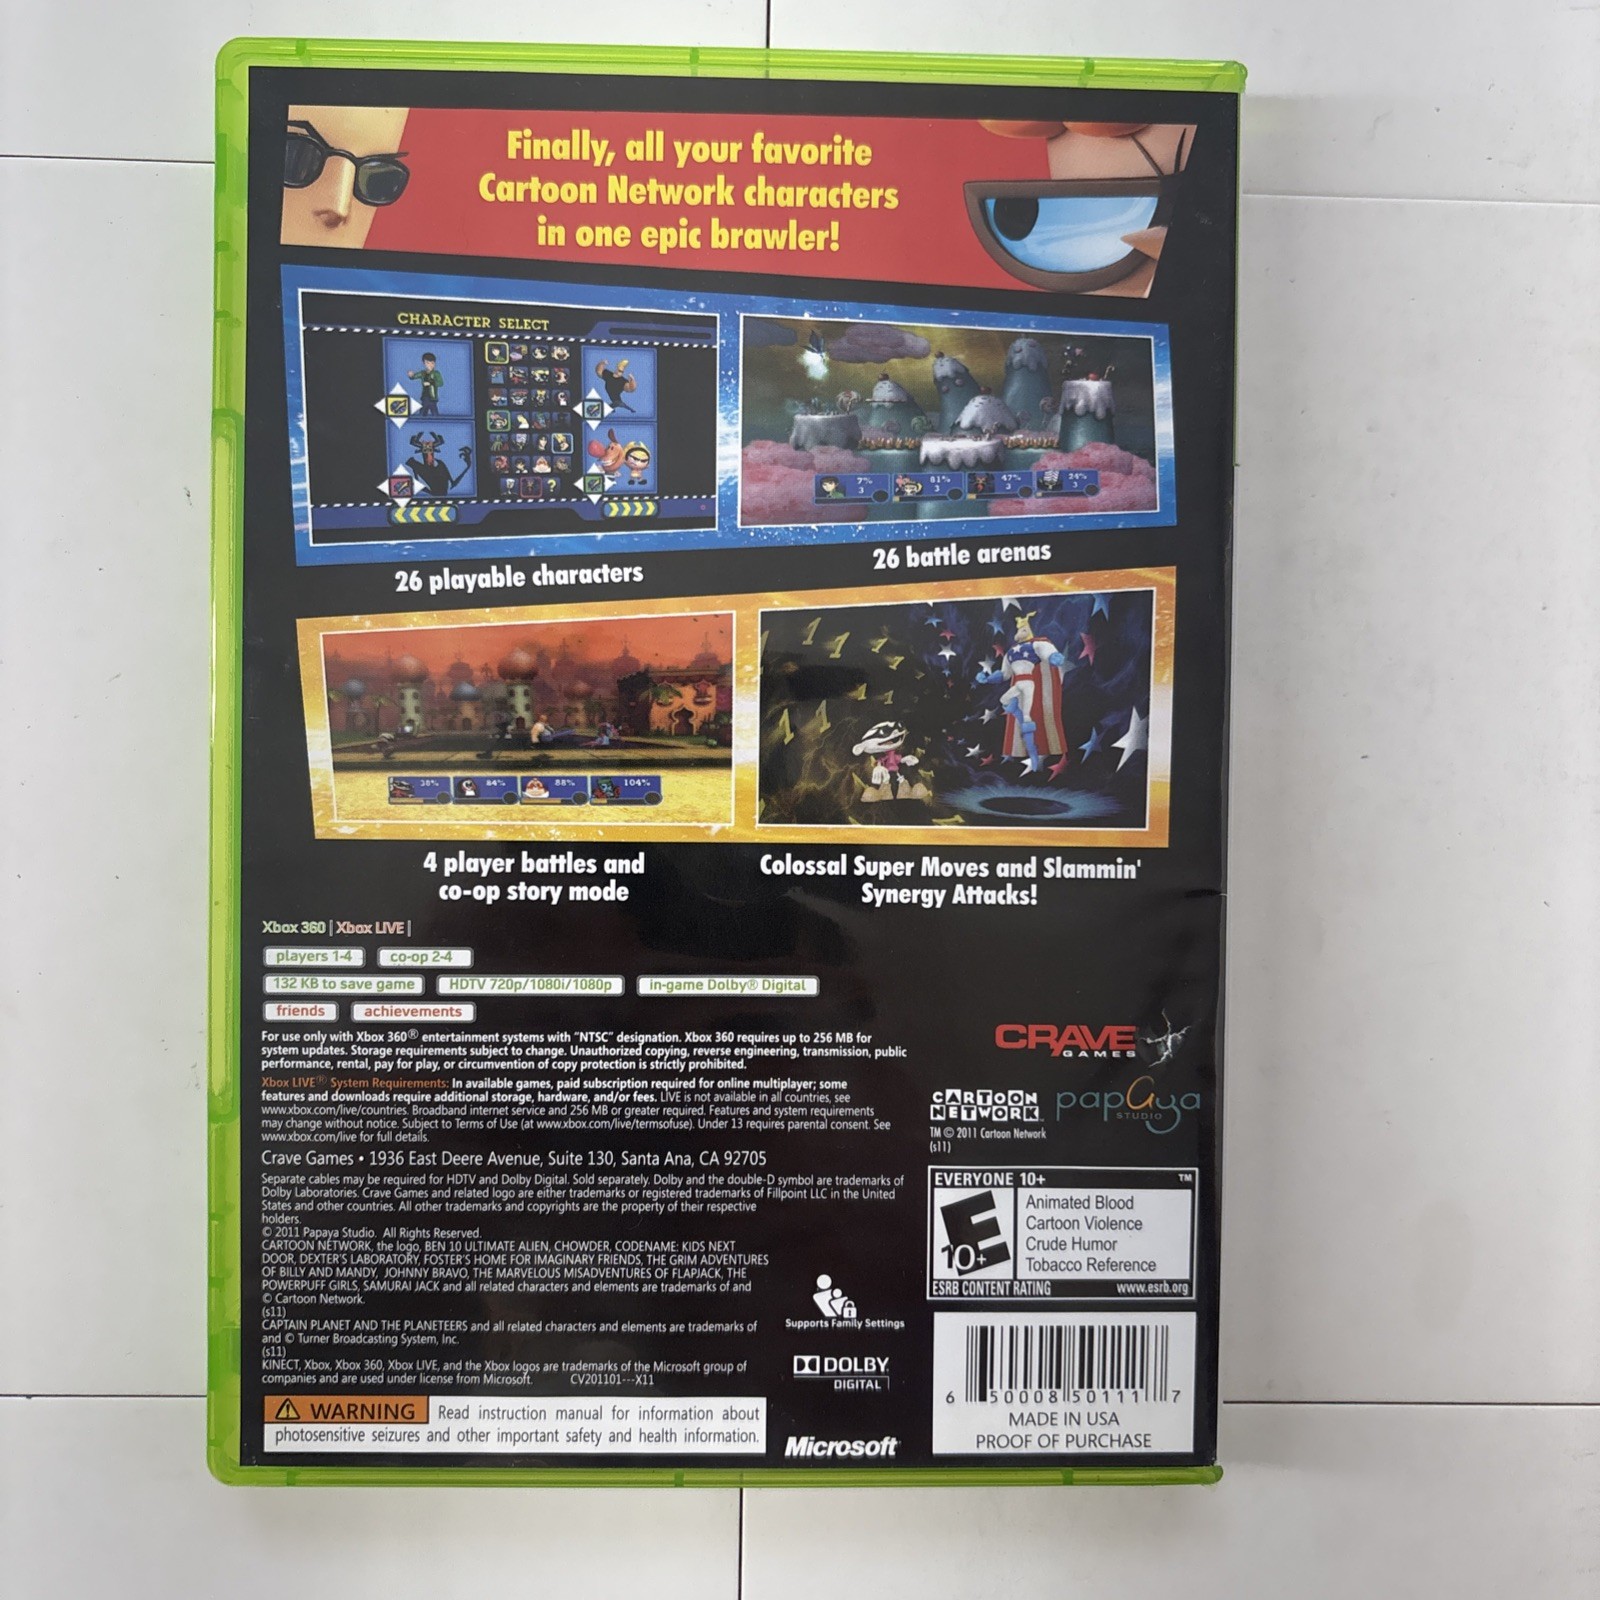 Finally, all your favorite
Cartoon Network characters
in one epic brawler!
CHARACTER SELECT
?
7%
3
81%
3
47%
3
24%
3
26 playable characters
26 battle arenas
38%
84%
88%
104%
4 player battles and
co-op story mode
Colossal Super Moves and Slammin'
Synergy Attacks!
Xbox 360 | Xbox LIVE |
players 1-4
co-op 2-4
132 KB to save game
HDTV 720p/1080i/1080p
in-game Dolby® Digital
friends
achievements
For use only with Xbox 360® entertainment systems with "NTSC" designation. Xbox 360 requires up to 256 MB for
system updates. Storage requirements subject to change. Unauthorized copying, reverse engineering, transmission, public
performance, rental, pay for play, or circumvention of copy protection is strictly prohibited.
Xbox LIVE® System Requirements: In available games, paid subscription required for online multiplayer; some
features and downloads require additional storage, hardware, and/or fees. LIVE is not available in all countries, see
www.xbox.com/live/countries. Broadband internet service and 256 MB or greater required. Features and system requirements
may change without notice. Subject to Terms of Use (at www.xbox.com/live/termsofuse). Under 13 requires parental consent. See
www.xbox.com/live for full details.
Crave Games • 1936 East Deere Avenue, Suite 130, Santa Ana, CA 92705
Separate cables may be required for HDTV and Dolby Digital. Sold separately. Dolby and the double-D symbol are trademarks of
Dolby Laboratories. Crave Games and related logo are either trademarks or registered trademarks of Fillpoint LLC in the United
States and other countries. All other trademarks and copyrights are the property of their respective
holders.
© 2011 Papaya Studio. All Rights Reserved.
CARTOON NETWORK, the logo, BEN 10 ULTIMATE ALIEN, CHOWDER, CODENAME: KIDS NEXT
DOOR, DEXTER'S LABORATORY, FOSTER'S HOME FOR IMAGINARY FRIENDS, THE GRIM ADVENTURES
OF BILLY AND MANDY, JOHNNY BRAVO, THE MARVELOUS MISADVENTURES OF FLAPJACK, THE
POWERPUFF GIRLS, SAMURAI JACK and all related characters and elements are trademarks of and
© Cartoon Network.
(s11)
CAPTAIN PLANET AND THE PLANETEERS and all related characters and elements are trademarks of
and © Turner Broadcasting System, Inc.
(s11)
KINECT, Xbox, Xbox 360, Xbox LIVE, and the Xbox logos are trademarks of the Microsoft group of
companies and are used under license from Microsoft. CV201101---X11
WARNING Read instruction manual for information about
photosensitive seizures and other important safety and health information.
CRAVE
GAMES
CARTOON
NETWORK
TM © 2011 Cartoon Network
(s11)
papaya
STUDIO
EVERYONE 10+ ™
E
10+
Animated Blood
Cartoon Violence
Crude Humor
Tobacco Reference
ESRB CONTENT RATING www.esrb.org
Supports Family Settings
DOLBY
DIGITAL
Microsoft
6 50008 50111 7
MADE IN USA
PROOF OF PURCHASE